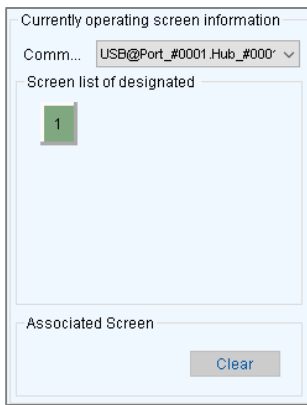 Currently operating screen information
Comm... USB@Port_#0001.Hub_#000
Screen list of designated
1
Associated Screen
Clear